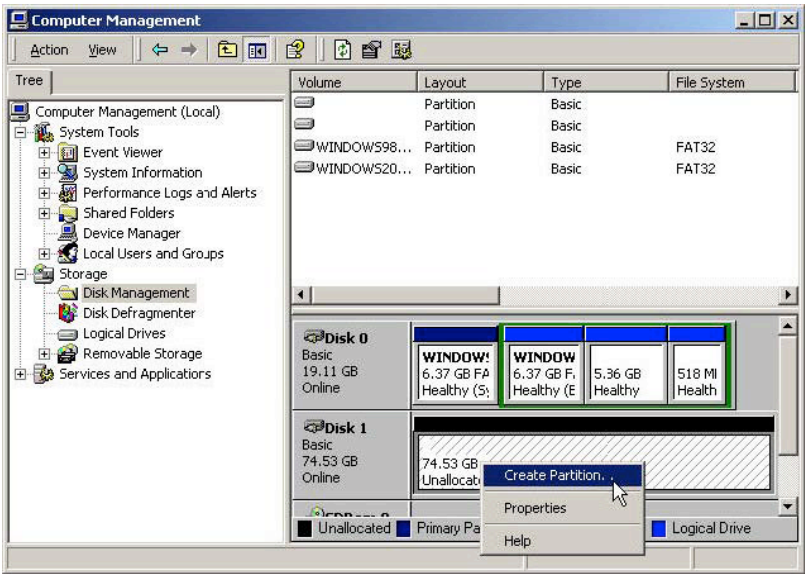 Computer Management
Action View
Tree
Computer Management (Local)
System Tools
Event Viewer
System Information
Performance Logs and Alerts
Shared Folders
Device Manager
Local Users and Groups
Storage
Disk Management
Disk Defragmenter
Logical Drives
Removable Storage
Services and Applications
Volume Layout Type File System
Partition Basic
Partition Basic
WINDOWS98... Partition Basic FAT32
WINDOWS20... Partition Basic FAT32
Disk 0
Basic
19.11 GB
Online
WINDOW
6.37 GB FA
Healthy (Sy
WINDOW
6.37 GB F
Healthy (E
5.36 GB
Healthy
518 M
Health
Disk 1
Basic
74.53 GB
Online
74.53 GB
Unallocat
Create Partition. .
Properties
Help
Unallocated Primary Pa Logical Drive